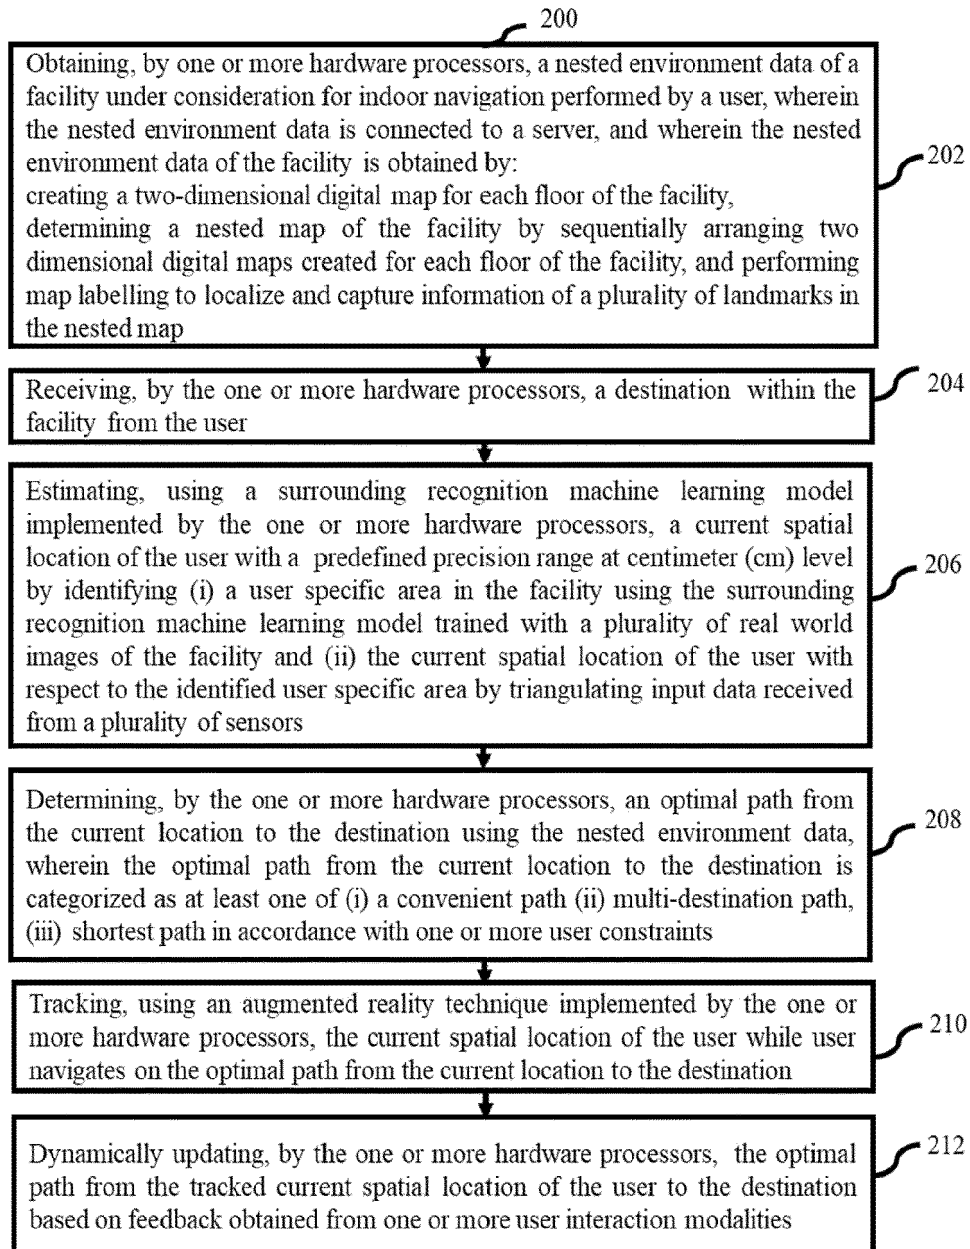 200
Obtaining, by one or more hardware processors, a nested environment data of a
facility under consideration for indoor navigation performed by a user, wherein
the nested environment data is connected to a server, and wherein the nested
environment data of the facility is obtained by:
creating a two-dimensional digital map for each floor of the facility,
determining a nested map of the facility by sequentially arranging two
dimensional digital maps created for each floor of the facility, and performing
map labelling to localize and capture information of a plurality of landmarks in
the nested map
202
Receiving, by the one or more hardware processors, a destination within the
facility from the user
204
Estimating, using a surrounding recognition machine learning model
implemented by the one or more hardware processors, a current spatial
location of the user with a predefined precision range at centimeter (cm) level
by identifying (i) a user specific area in the facility using the surrounding
recognition machine learning model trained with a plurality of real world
images of the facility and (ii) the current spatial location of the user with
respect to the identified user specific area by triangulating input data received
from a plurality of sensors
206
Determining, by the one or more hardware processors, an optimal path from
the current location to the destination using the nested environment data,
wherein the optimal path from the current location to the destination is
categorized as at least one of (i) a convenient path (ii) multi-destination path,
(iii) shortest path in accordance with one or more user constraints
208
Tracking, using an augmented reality technique implemented by the one or
more hardware processors, the current spatial location of the user while user
navigates on the optimal path from the current location to the destination
210
Dynamically updating, by the one or more hardware processors, the optimal
path from the tracked current spatial location of the user to the destination
based on feedback obtained from one or more user interaction modalities
212